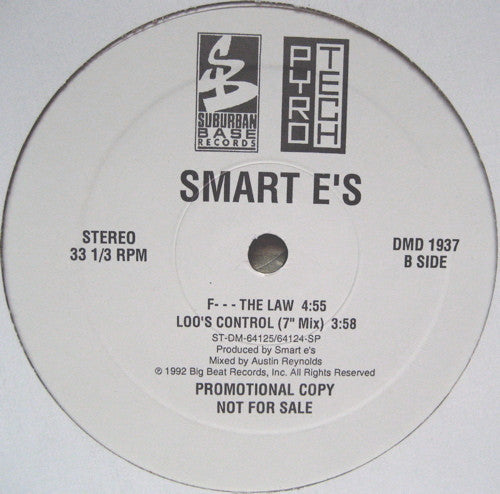 SUBURBAN
BASE
RECORDS
PYRO
TECH
SMART E'S
STEREO
33 1/3 RPM
DMD 1937
B SIDE
F- - - THE LAW 4:55
LOO'S CONTROL (7" Mix) 3:58
ST-DM-64125/64124-SP
Produced by Smart e's
Mixed by Austin Reynolds
℗ 1992 Big Beat Records, Inc. All Rights Reserved
PROMOTIONAL COPY
NOT FOR SALE